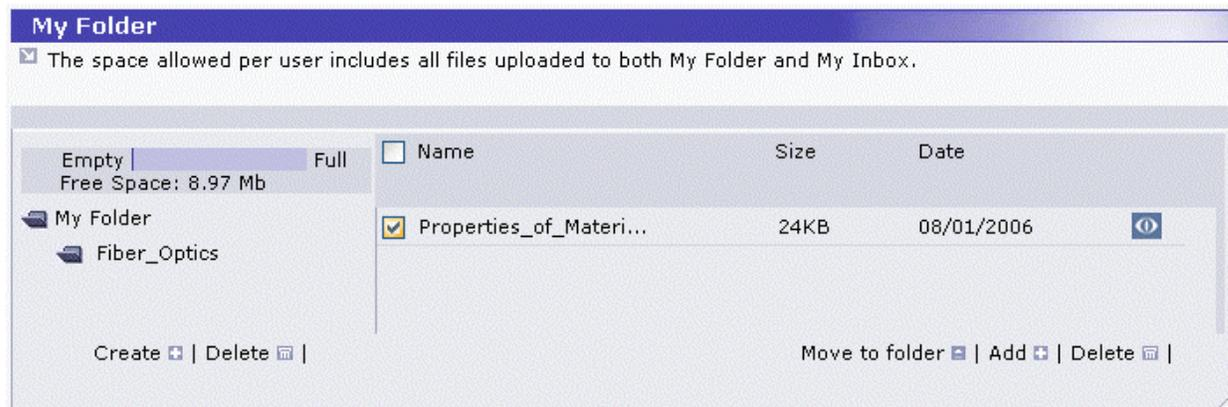 My Folder
The space allowed per user includes all files uploaded to both My Folder and My Inbox.
Empty Full
Free Space: 8.97 Mb
My Folder
Fiber_Optics
Create | Delete |
Name Size Date
Properties_of_Materi... 24KB 08/01/2006
Move to folder | Add | Delete |